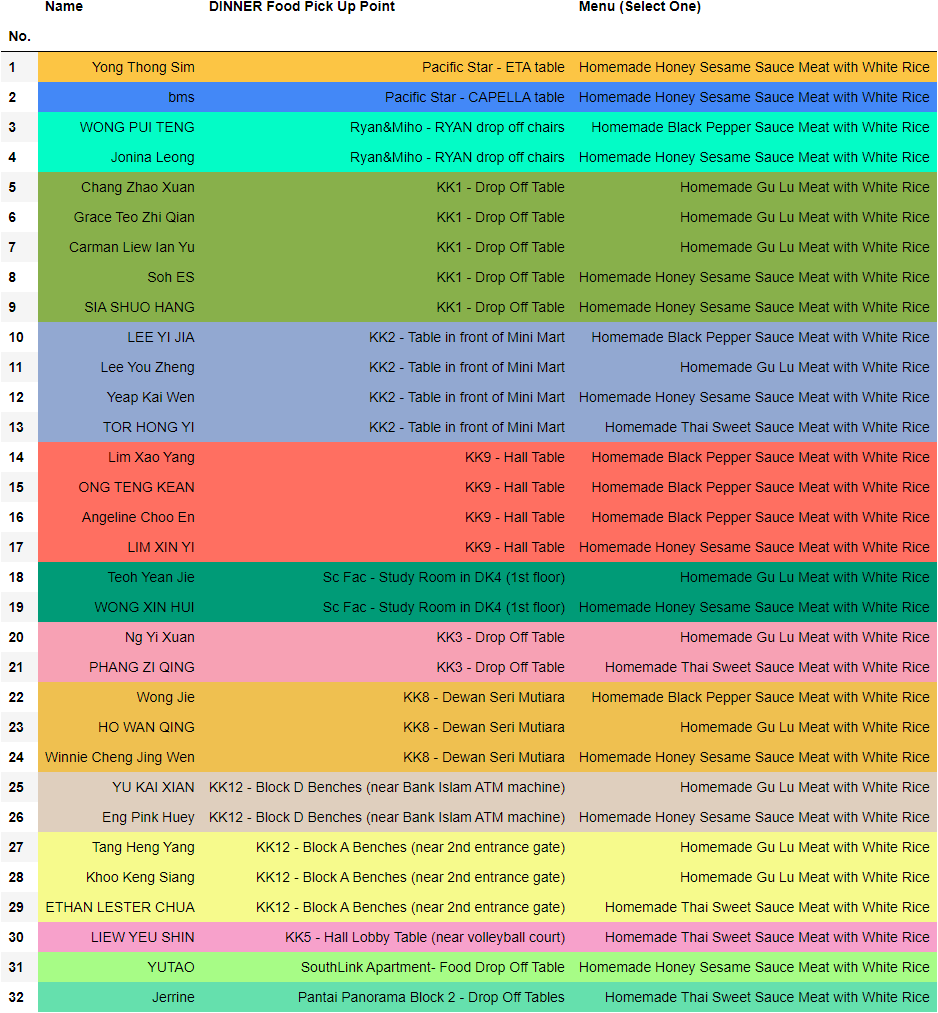 Name DINNER Food Pick Up Point Menu (Select One)
No.
1 Yong Thong Sim Pacific Star - ETA table Homemade Honey Sesame Sauce Meat with White Rice
2 bms Pacific Star - CAPELLA table Homemade Honey Sesame Sauce Meat with White Rice
3 WONG PUI TENG Ryan&Miho - RYAN drop off chairs Homemade Black Pepper Sauce Meat with White Rice
4 Jonina Leong Ryan&Miho - RYAN drop off chairs Homemade Honey Sesame Sauce Meat with White Rice
5 Chang Zhao Xuan KK1 - Drop Off Table Homemade Gu Lu Meat with White Rice
6 Grace Teo Zhi Qian KK1 - Drop Off Table Homemade Gu Lu Meat with White Rice
7 Carman Liew Ian Yu KK1 - Drop Off Table Homemade Gu Lu Meat with White Rice
8 Soh ES KK1 - Drop Off Table Homemade Honey Sesame Sauce Meat with White Rice
9 SIA SHUO HANG KK1 - Drop Off Table Homemade Honey Sesame Sauce Meat with White Rice
10 LEE YI JIA KK2 - Table in front of Mini Mart Homemade Black Pepper Sauce Meat with White Rice
11 Lee You Zheng KK2 - Table in front of Mini Mart Homemade Gu Lu Meat with White Rice
12 Yeap Kai Wen KK2 - Table in front of Mini Mart Homemade Honey Sesame Sauce Meat with White Rice
13 TOR HONG YI KK2 - Table in front of Mini Mart Homemade Thai Sweet Sauce Meat with White Rice
14 Lim Xao Yang KK9 - Hall Table Homemade Black Pepper Sauce Meat with White Rice
15 ONG TENG KEAN KK9 - Hall Table Homemade Black Pepper Sauce Meat with White Rice
16 Angeline Choo En KK9 - Hall Table Homemade Black Pepper Sauce Meat with White Rice
17 LIM XIN YI KK9 - Hall Table Homemade Honey Sesame Sauce Meat with White Rice
18 Teoh Yean Jie Sc Fac - Study Room in DK4 (1st floor) Homemade Gu Lu Meat with White Rice
19 WONG XIN HUI Sc Fac - Study Room in DK4 (1st floor) Homemade Honey Sesame Sauce Meat with White Rice
20 Ng Yi Xuan KK3 - Drop Off Table Homemade Gu Lu Meat with White Rice
21 PHANG ZI QING KK3 - Drop Off Table Homemade Thai Sweet Sauce Meat with White Rice
22 Wong Jie KK8 - Dewan Seri Mutiara Homemade Black Pepper Sauce Meat with White Rice
23 HO WAN QING KK8 - Dewan Seri Mutiara Homemade Gu Lu Meat with White Rice
24 Winnie Cheng Jing Wen KK8 - Dewan Seri Mutiara Homemade Honey Sesame Sauce Meat with White Rice
25 YU KAI XIAN KK12 - Block D Benches (near Bank Islam ATM machine) Homemade Gu Lu Meat with White Rice
26 Eng Pink Huey KK12 - Block D Benches (near Bank Islam ATM machine) Homemade Honey Sesame Sauce Meat with White Rice
27 Tang Heng Yang KK12 - Block A Benches (near 2nd entrance gate) Homemade Gu Lu Meat with White Rice
28 Khoo Keng Siang KK12 - Block A Benches (near 2nd entrance gate) Homemade Gu Lu Meat with White Rice
29 ETHAN LESTER CHUA KK12 - Block A Benches (near 2nd entrance gate) Homemade Thai Sweet Sauce Meat with White Rice
30 LIEW YEU SHIN KK5 - Hall Lobby Table (near volleyball court) Homemade Thai Sweet Sauce Meat with White Rice
31 YUTAO SouthLink Apartment- Food Drop Off Table Homemade Honey Sesame Sauce Meat with White Rice
32 Jerrine Pantai Panorama Block 2 - Drop Off Tables Homemade Thai Sweet Sauce Meat with White Rice